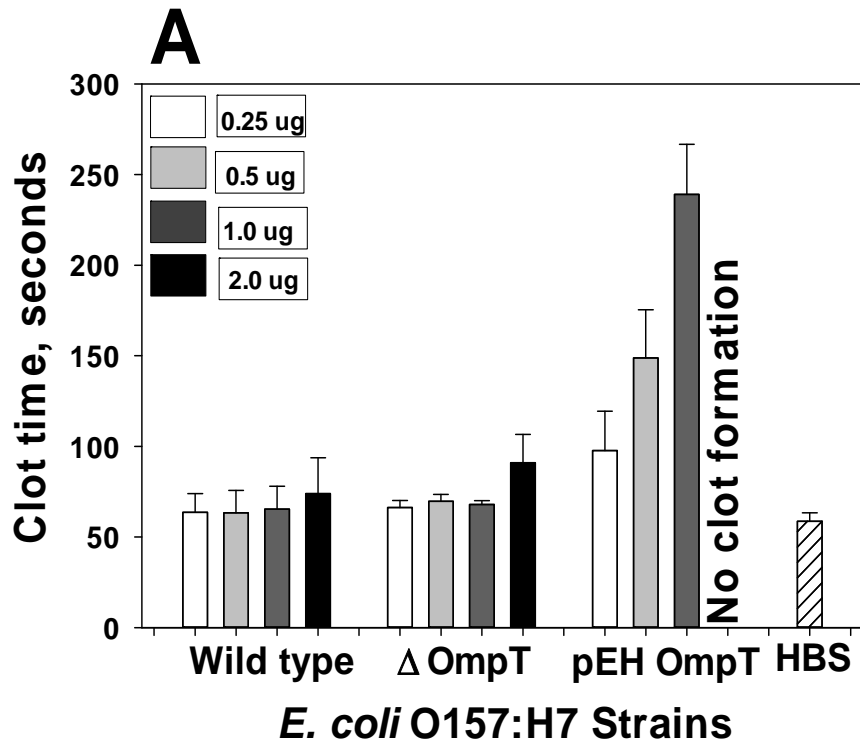 A
300
250
200
150
100
50
0
Clot time, seconds
0.25 ug
0.5 ug
1.0 ug
2.0 ug
No clot formation
Wild type
Δ OmpT
pEH OmpT
HBS
E. coli O157:H7 Strains